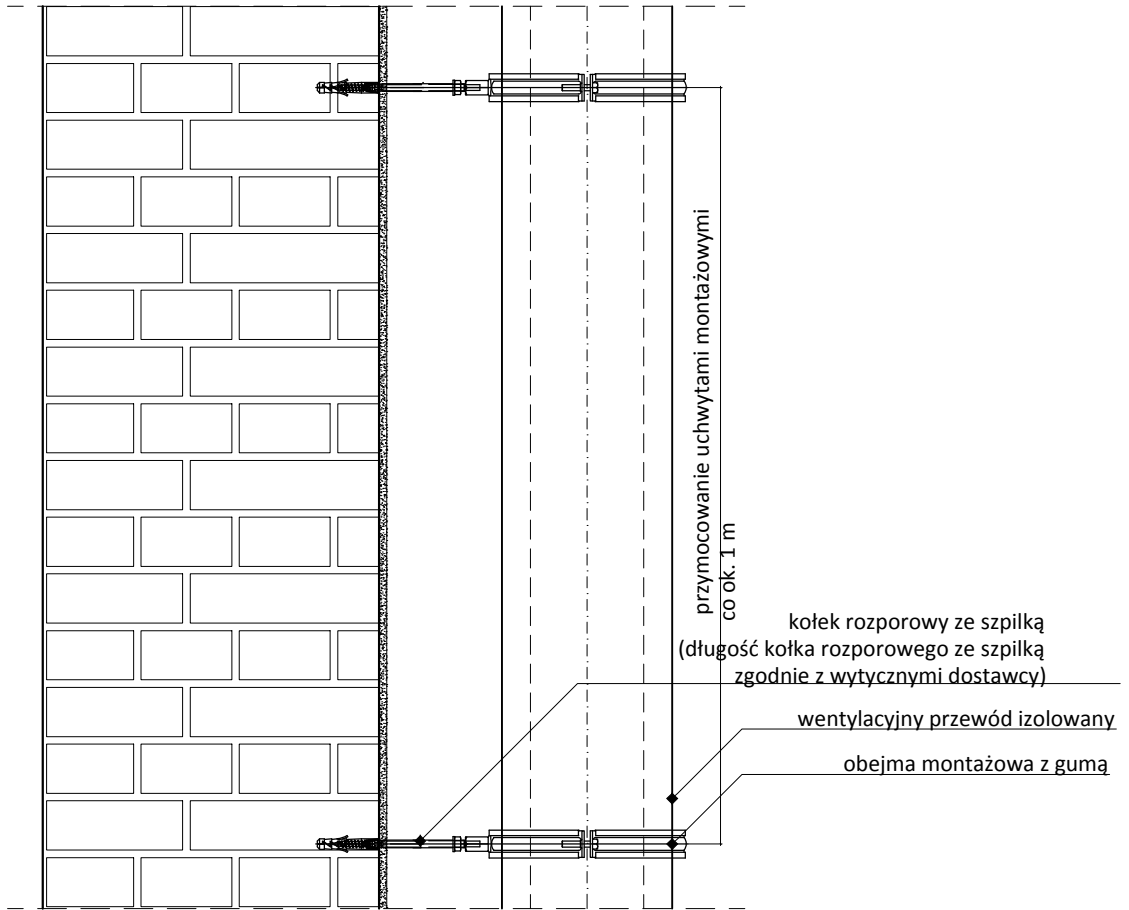 przymocowanie uchwytami montażowymi
co ok. 1 m
kołek rozporowy ze szpilką
(długość kołka rozporowego ze szpilką
zgodnie z wytycznymi dostawcy)
wentylacyjny przewód izolowany
obejma montażowa z gumą